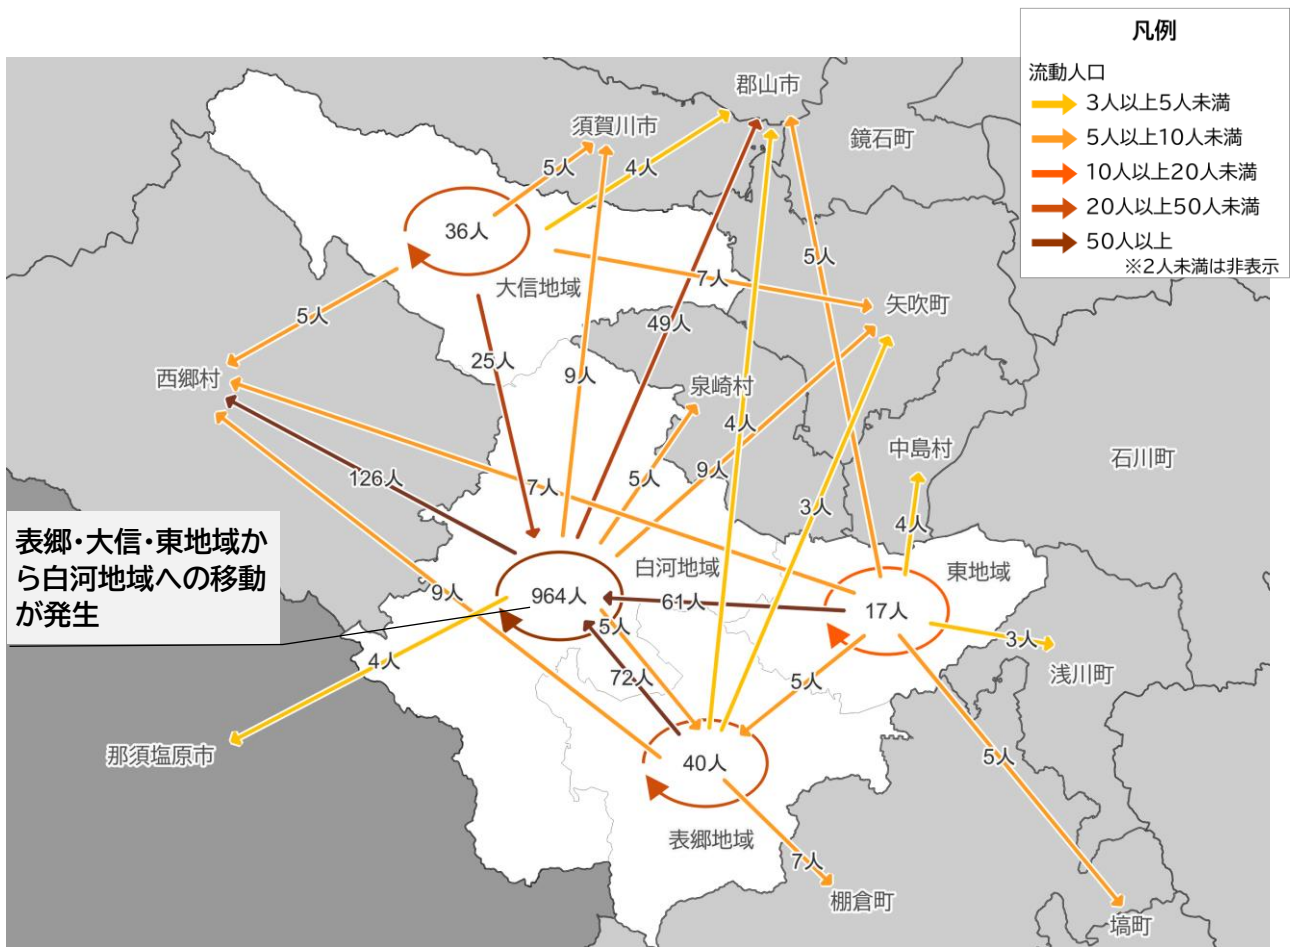 凡例
流動人口
3人以上5人未満
5人以上10人未満
10人以上20人未満
20人以上50人未満
50人以上
※2人未満は非表示
郡山市
須賀川市
鏡石町
5人
4人
36人
5人
大信地域
7人
矢吹町
5人
49人
25人
9人
西郷村
泉崎村
4人
中島村
石川町
126人
7人
5人
9人
3人
4人
表郷・大信・東地域か
ら白河地域への移動
が発生
白河地域
東地域
9人
964人
61人
17人
5人
3人
4人
72人
5人
浅川町
那須塩原市
40人
5人
表郷地域
7人
棚倉町
塙町